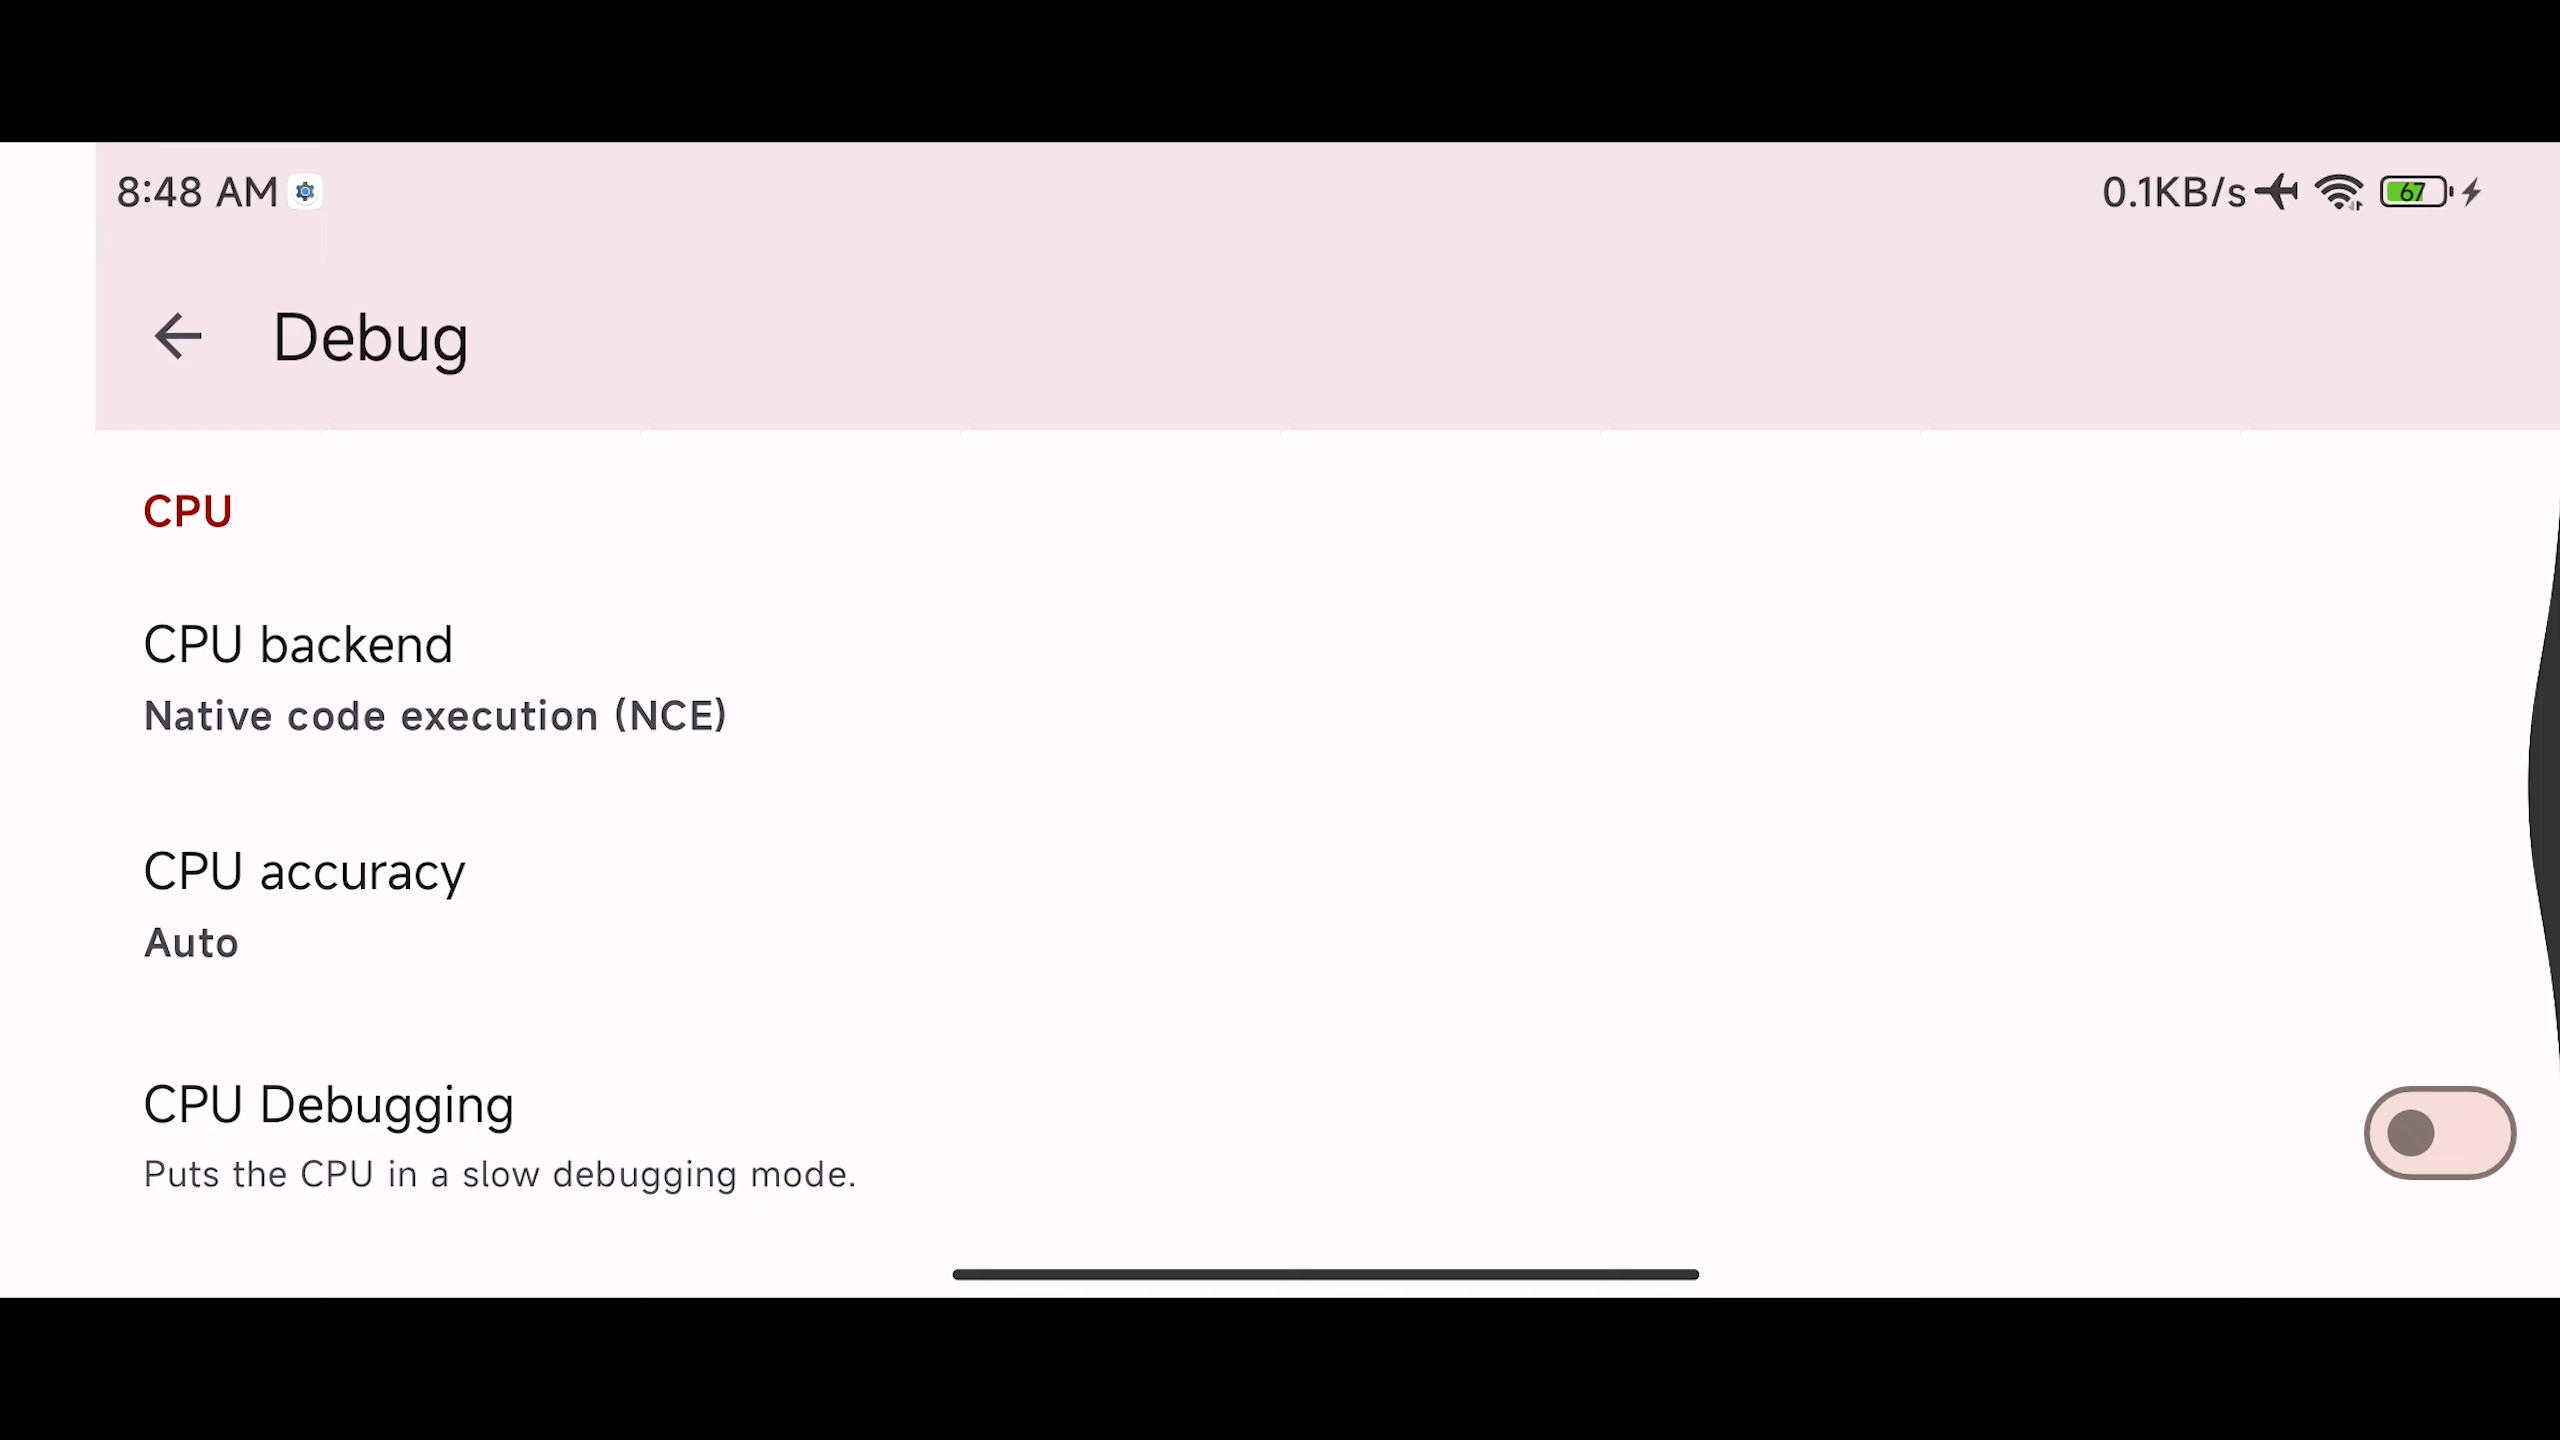 8:48 AM 0.1KB/s 67
Debug
CPU
CPU backend
Native code execution (NCE)
CPU accuracy
Auto
CPU Debugging
Puts the CPU in a slow debugging mode.